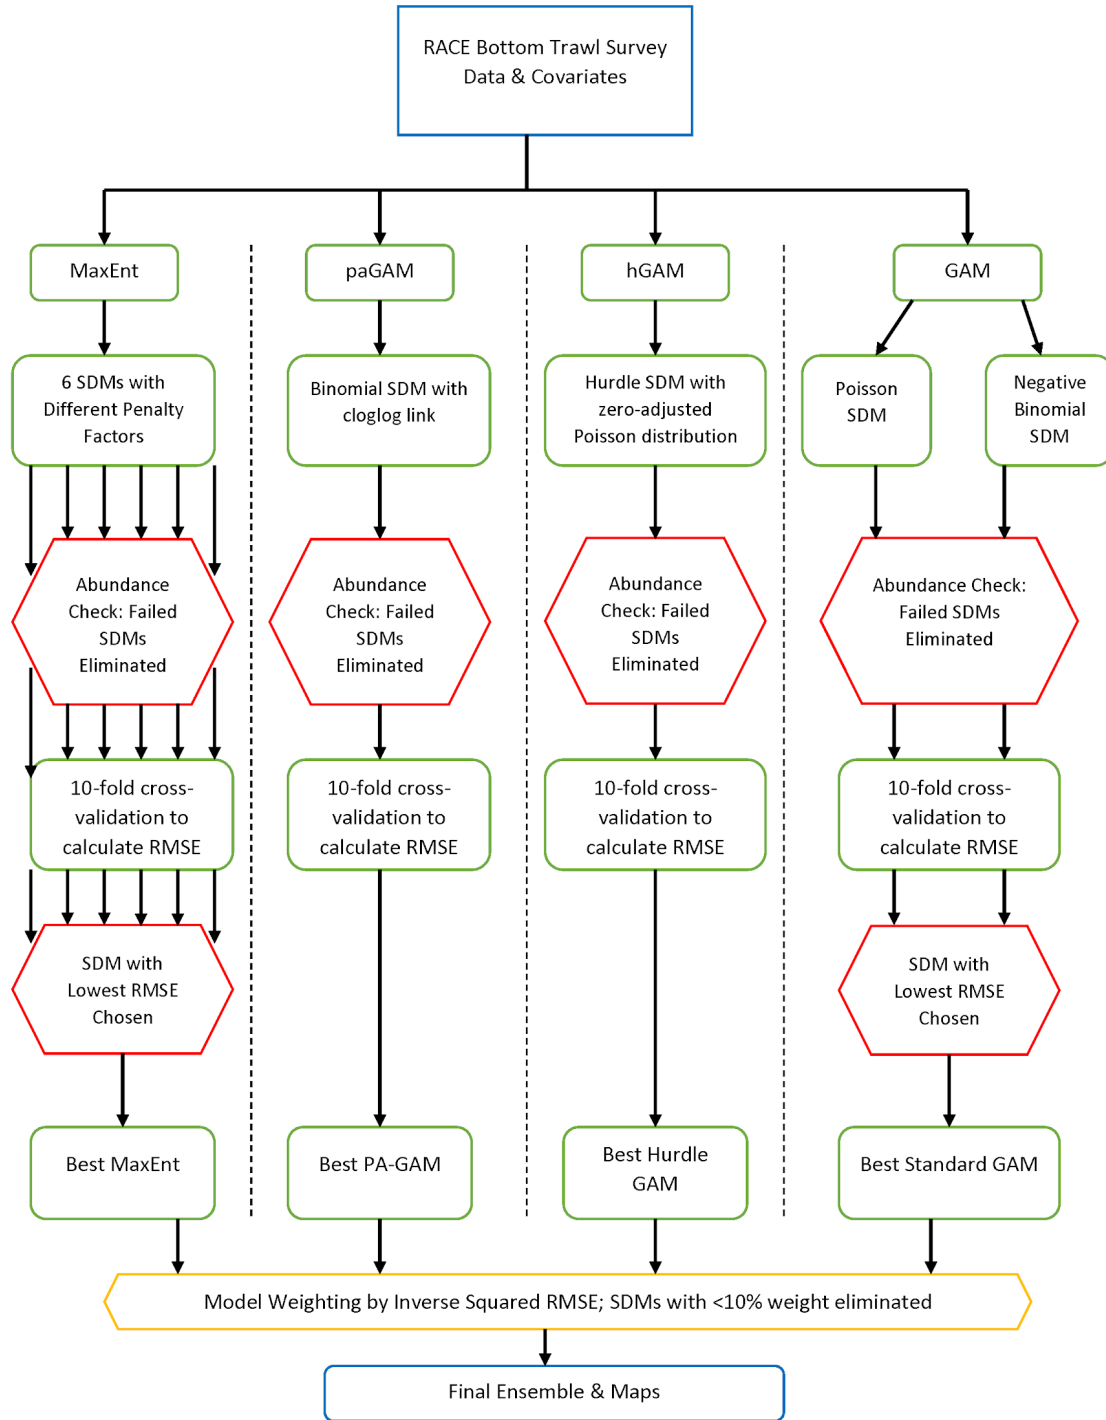 RACE Bottom Trawl Survey
Data & Covariates
MaxEnt
paGAM
hGAM
GAM
6 SDMs with
Different Penalty
Factors
Binomial SDM with
cloglog link
Hurdle SDM with
zero-adjusted
Poisson distribution
Poisson
SDM
Negative
Binomial
SDM
Abundance
Check: Failed
SDMs
Eliminated
Abundance
Check: Failed
SDMs
Eliminated
Abundance
Check: Failed
SDMs
Eliminated
Abundance Check:
Failed SDMs
Eliminated
10-fold cross-
validation to
calculate RMSE
10-fold cross-
validation to
calculate RMSE
10-fold cross-
validation to
calculate RMSE
10-fold cross-
validation to
calculate RMSE
SDM with
Lowest RMSE
Chosen
SDM with
Lowest RMSE
Chosen
Best MaxEnt
Best PA-GAM
Best Hurdle
GAM
Best Standard GAM
Model Weighting by Inverse Squared RMSE; SDMs with <10% weight eliminated
Final Ensemble & Maps